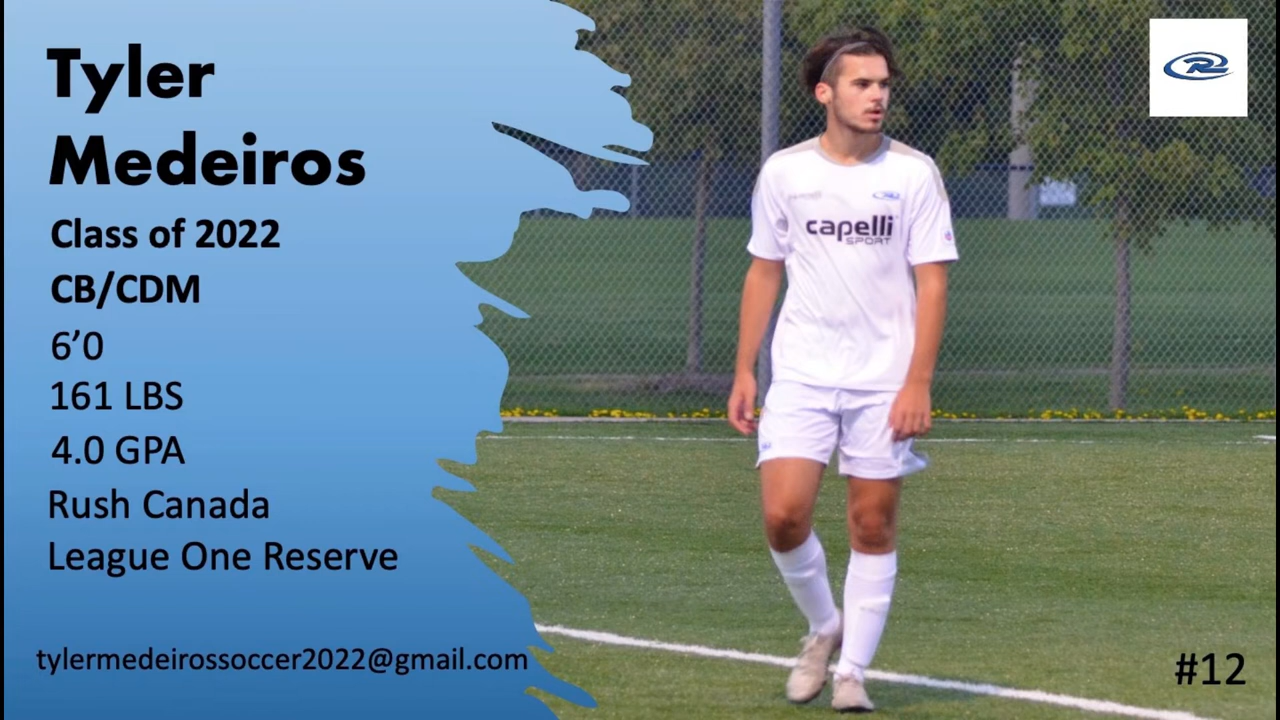 Tyler
Medeiros
Class of 2022
CB/CDM
6’0
161 LBS
4.0 GPA
Rush Canada
League One Reserve
tylermedeirossoccer2022@gmail.com
capelli
SPORT
R
#12